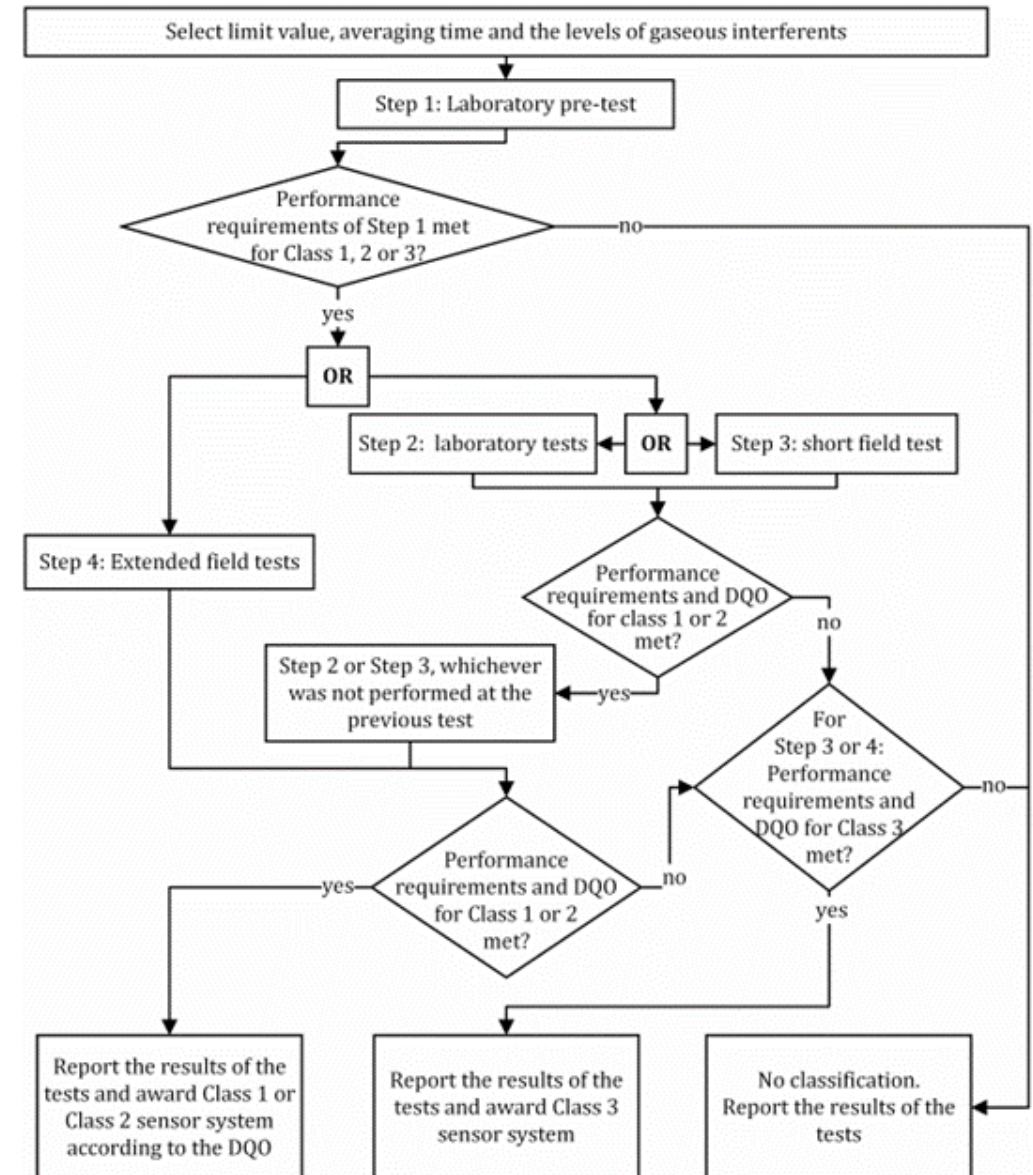 Select limit value, averaging time and the levels of gaseous interferents
Step 1: Laboratory pre-test
Performance
requirements of Step 1 met
for Class 1, 2 or 3?
no
yes
OR
Step 2:  laboratory tests
OR
Step 3: short field test
Step 4: Extended field tests
Performance
requirements and DQO
for class 1 or 2
met?
no
Step 2 or Step 3, whichever
was not performed at the
previous test
yes
For
Step 3 or 4:
Performance
requirements and
DQO for Class 3
met?
no
Performance
requirements and DQO
for Class 1 or 2
met?
yes
no
yes
Report the results of the
tests and award Class 1 or
Class 2 sensor system
according to the DQO
Report the results of the
tests and award Class 3
sensor system
No classification.
Report the results of the
tests